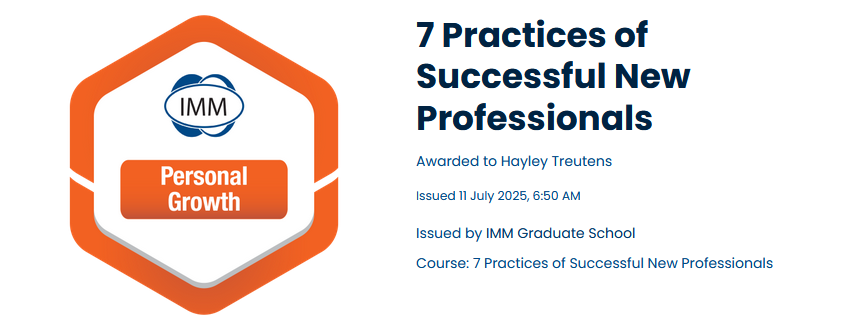 IMM
Personal
Growth
7 Practices of
Successful New
Professionals
Awarded to Hayley Treutens
Issued 11 July 2025, 6:50 AM
Issued by IMM Graduate School
Course: 7 Practices of Successful New Professionals